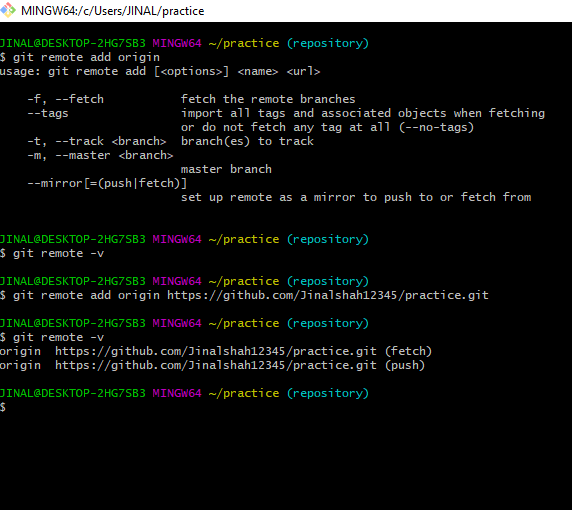 MINGW64:/c/Users/JINAL/practice
JINAL@DESKTOP-2HG7SB3 MINGW64 ~/practice (repository)
$ git remote add origin
usage: git remote add [<options>] <name> <url>
-f, --fetch fetch the remote branches
--tags import all tags and associated objects when fetching
or do not fetch any tag at all (--no-tags)
-t, --track <branch> branch(es) to track
-m, --master <branch>
master branch
--mirror[=(push|fetch)]
set up remote as a mirror to push to or fetch from
JINAL@DESKTOP-2HG7SB3 MINGW64 ~/practice (repository)
$ git remote -v
JINAL@DESKTOP-2HG7SB3 MINGW64 ~/practice (repository)
$ git remote add origin https://github.com/Jinalshah12345/practice.git
JINAL@DESKTOP-2HG7SB3 MINGW64 ~/practice (repository)
$ git remote -v
origin https://github.com/Jinalshah12345/practice.git (fetch)
origin https://github.com/Jinalshah12345/practice.git (push)
JINAL@DESKTOP-2HG7SB3 MINGW64 ~/practice (repository)
$